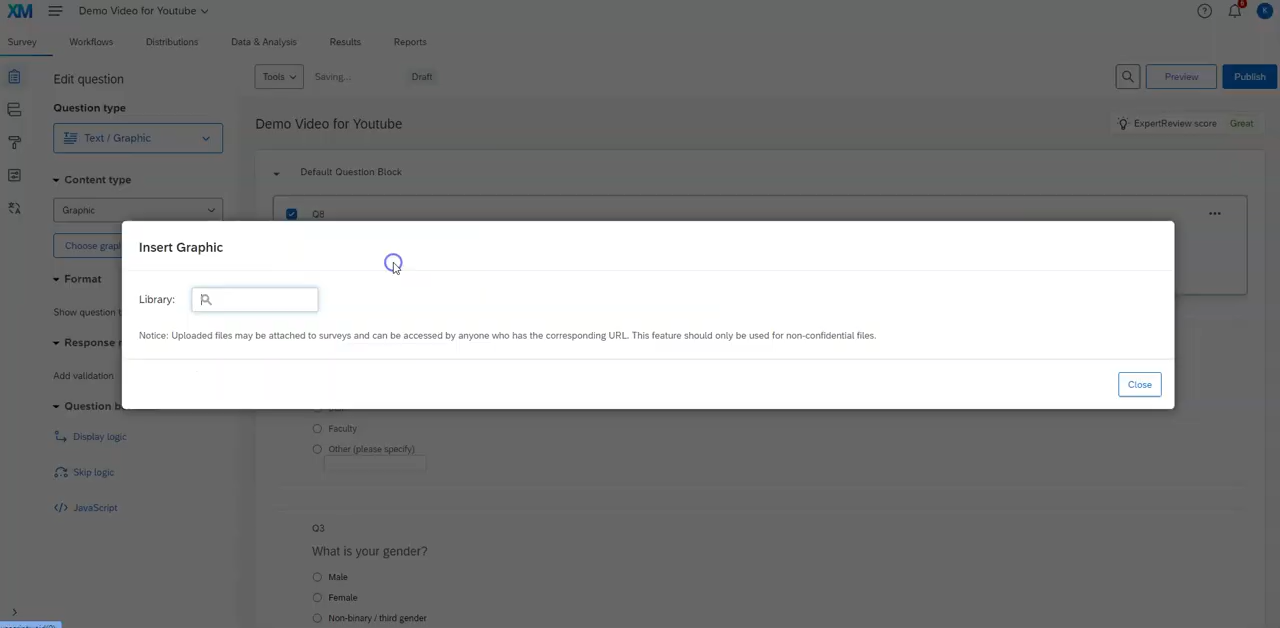 XM
Demo Video for Youtube
6
K
Survey
Workflows
Distributions
Data & Analysis
Results
Reports
Edit question
Tools
Saving...
Draft
Preview
Publish
Question type
Text / Graphic
Demo Video for Youtube
ExpertReview score
Great
Content type
Default Question Block
Graphic
Q8
Choose grap
Insert Graphic
Format
Library:
Show question t
Notice: Uploaded files may be attached to surveys and can be accessed by anyone who has the corresponding URL. This feature should only be used for non-confidential files.
Response r
Add validation
Close
Question b
Faculty
Display logic
Other (please specify)
Skip logic
JavaScript
Q3
What is your gender?
Male
Female
Non-binary / third gender